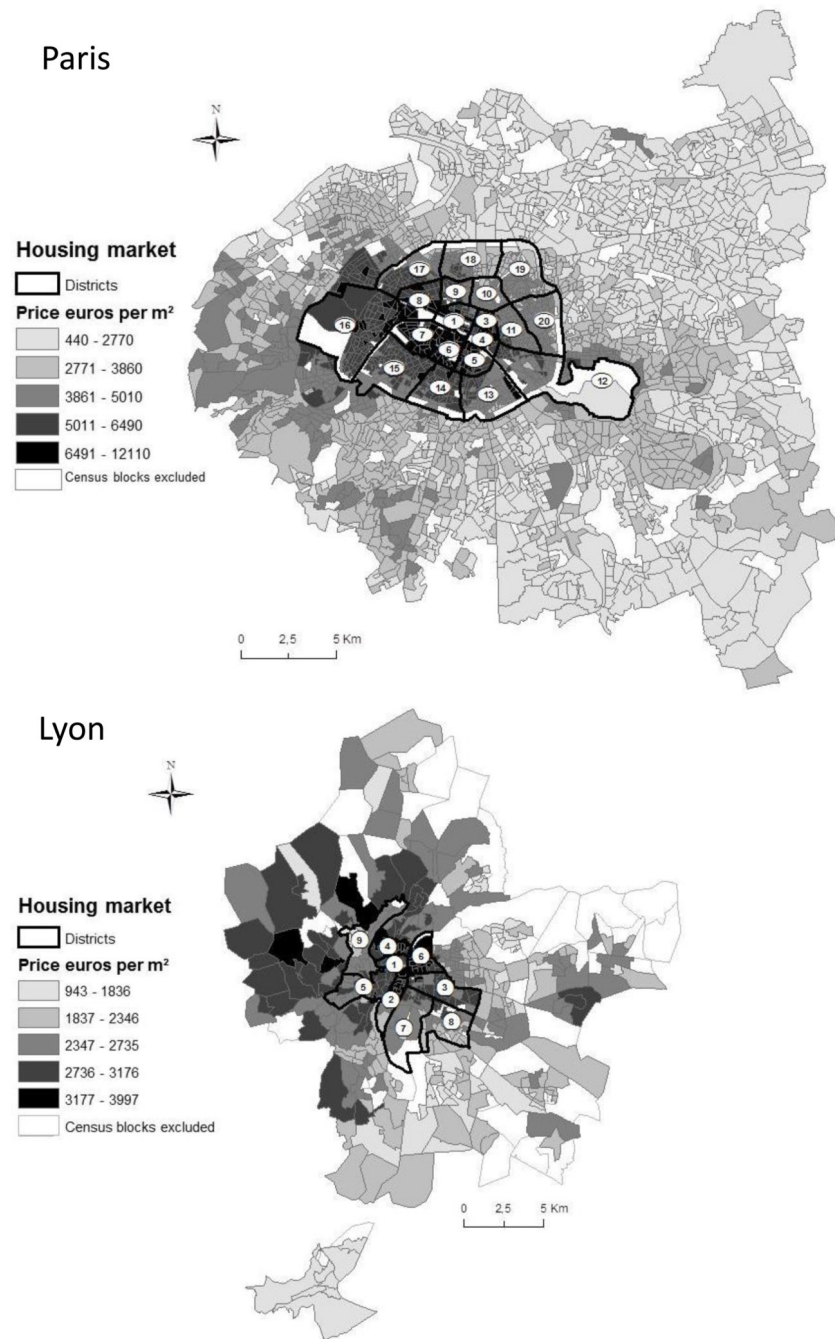 Paris
N
Housing market
Districts
Price euros per m²
440 - 2770
2771 - 3860
3861 - 5010
5011 - 6490
6491 - 12110
Census blocks excluded
17
18
19
8
9
10
16
1
3
11
20
7
4
6
5
15
14
13
12
0 2,5 5 Km
Lyon
N
Housing market
Districts
Price euros per m²
943 - 1836
1837 - 2346
2347 - 2735
2736 - 3176
3177 - 3997
Census blocks excluded
9
4
6
1
5
3
2
8
7
0 2,5 5 Km